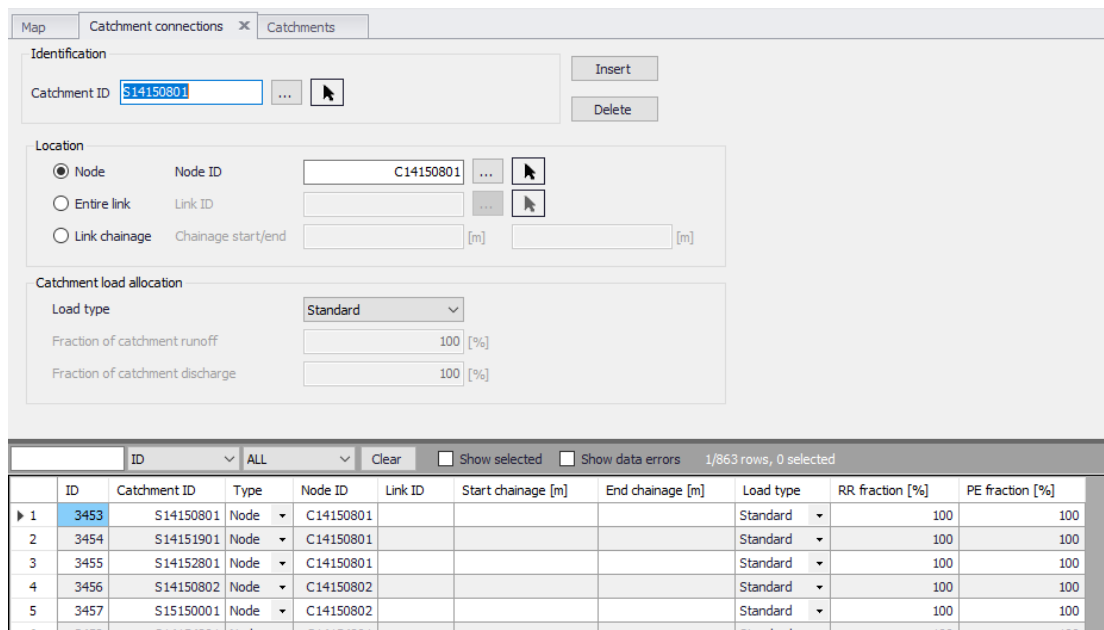 Map Catchment connections Catchments
Identification
Catchment ID S14150801 ...
Insert
Delete
Location
Node Node ID C14150801 ...
Entire link Link ID ...
Link chainage Chainage start/end [m] [m]
Catchment load allocation
Load type Standard
Fraction of catchment runoff 100 [%]
Fraction of catchment discharge 100 [%]
ID ALL Clear Show selected Show data errors 1/863 rows, 0 selected
ID Catchment ID Type Node ID Link ID Start chainage [m] End chainage [m] Load type RR fraction [%] PE fraction [%]
1 3453 S14150801 Node C14150801 Standard 100 100
2 3454 S14151901 Node C14150801 Standard 100 100
3 3455 S14152801 Node C14150801 Standard 100 100
4 3456 S14150802 Node C14150802 Standard 100 100
5 3457 S15150001 Node C14150802 Standard 100 100